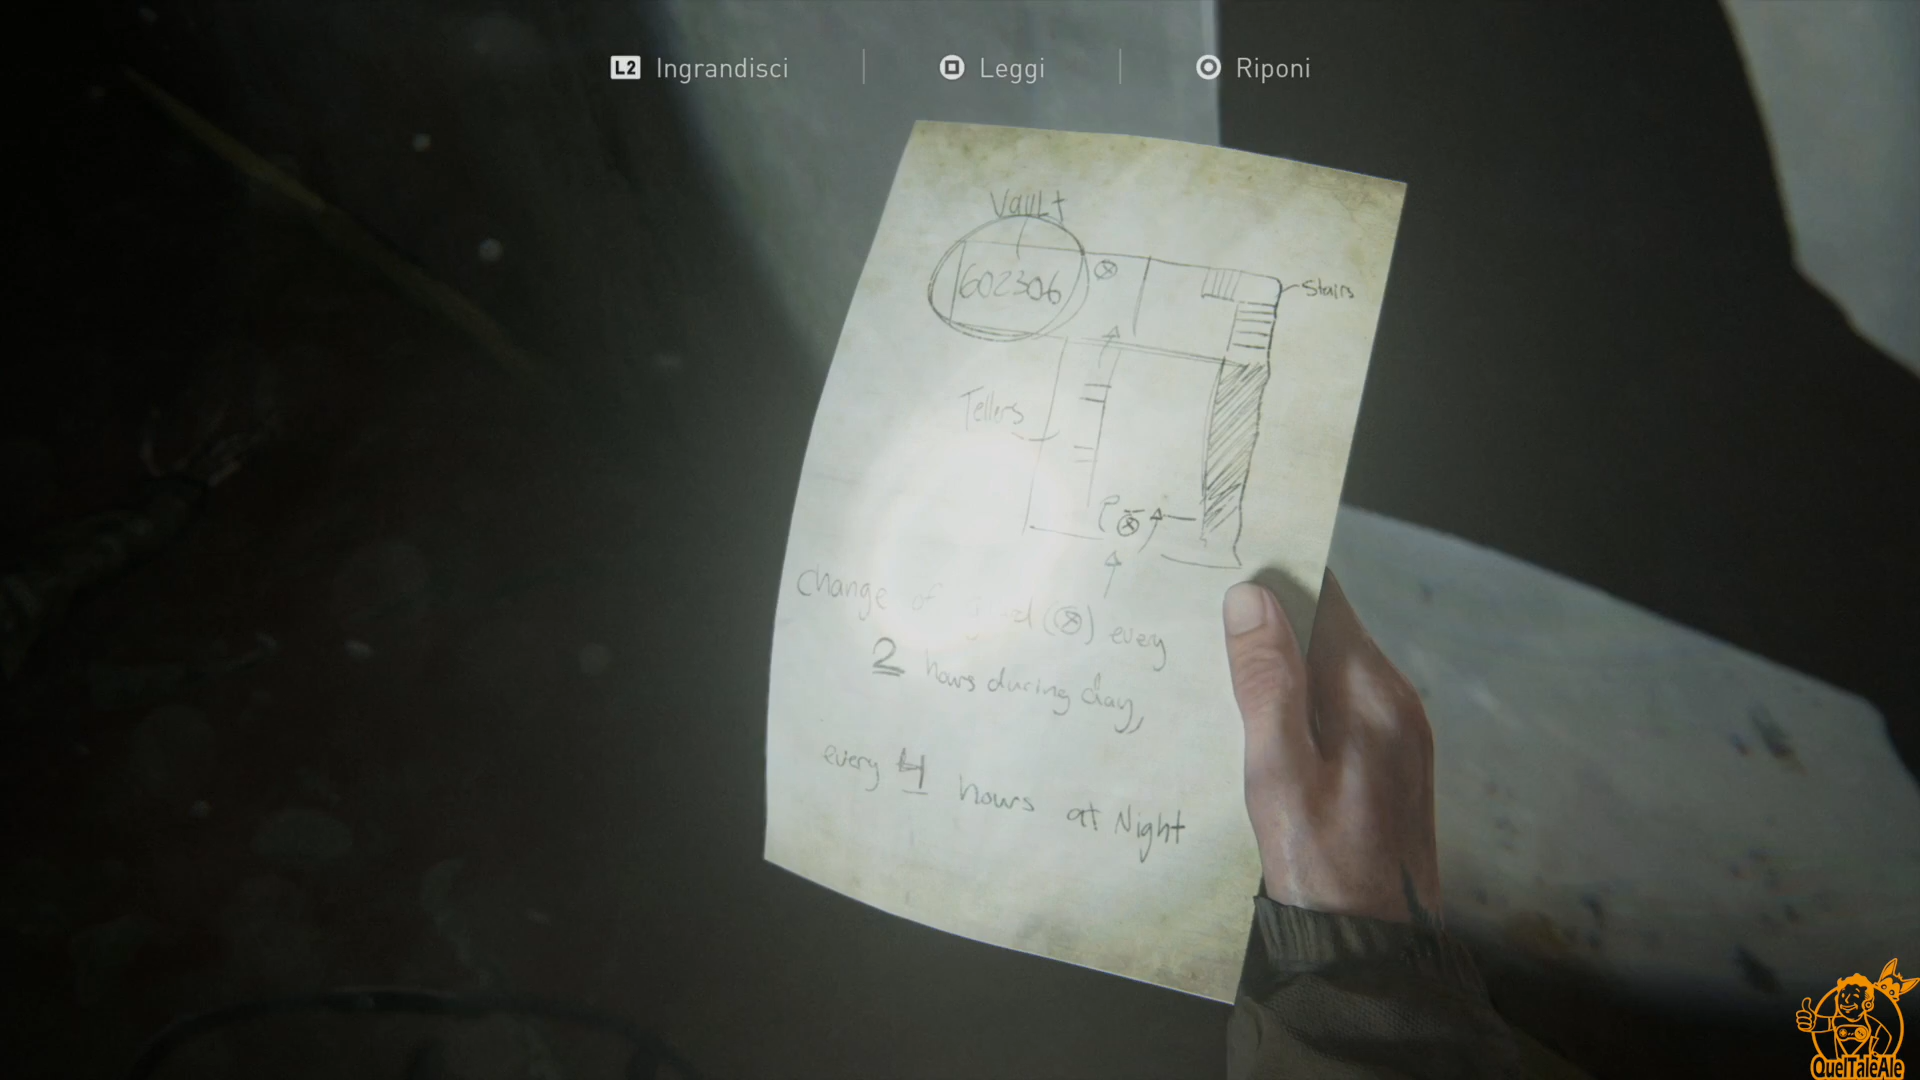 L2 Ingrandisci
Leggi
Riponi
Vault
602306
Stairs
Tellers
change of every
2 hours during day,
every 4 hours at Night
QuelTaleAle